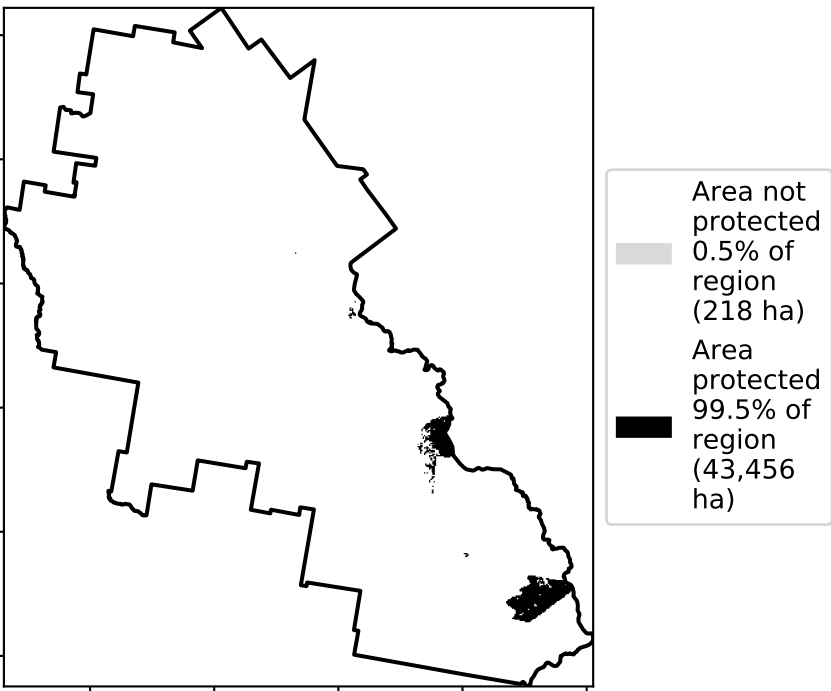 Area not
protected
0.5% of
region
(218 ha)
Area
protected
99.5% of
region
(43,456
ha)